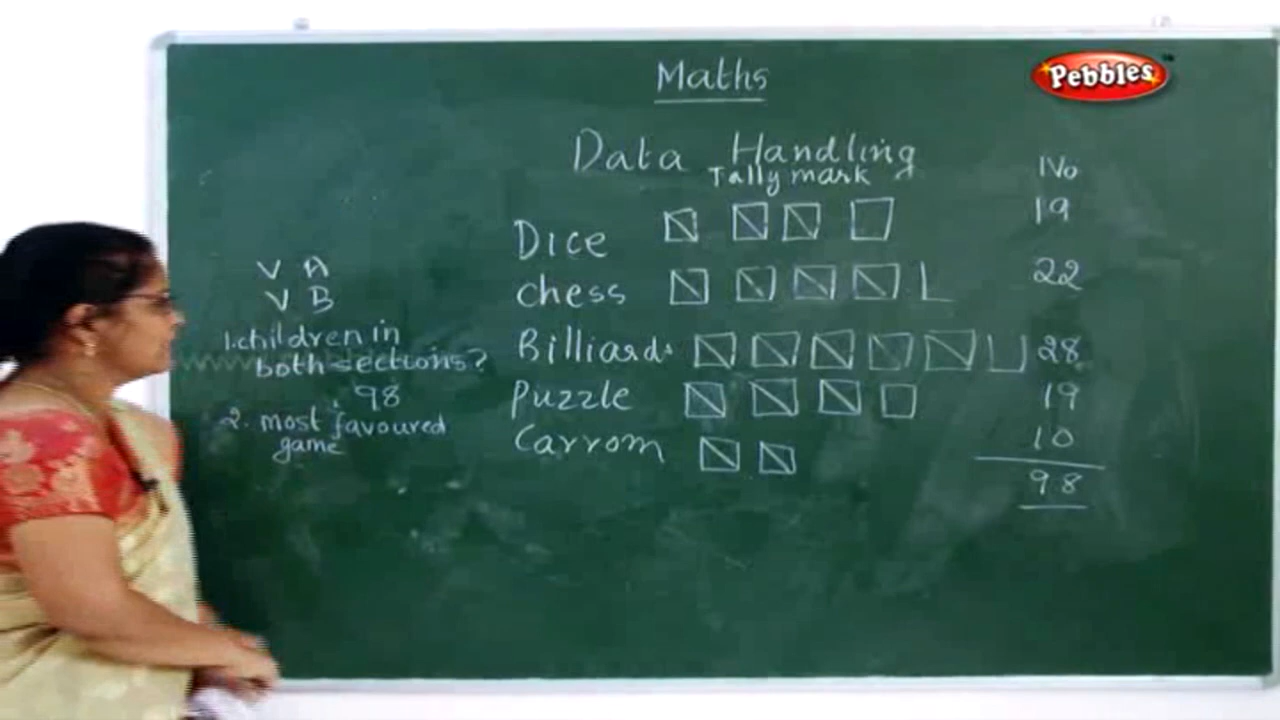 Maths
Pebbles
Data Handling
Tally mark
No
Dice 19
Chess 22
Billiards 28
Puzzle 19
Carrom 10
98
V A
V B
1.children in
both sections?
98
2. most favoured
game